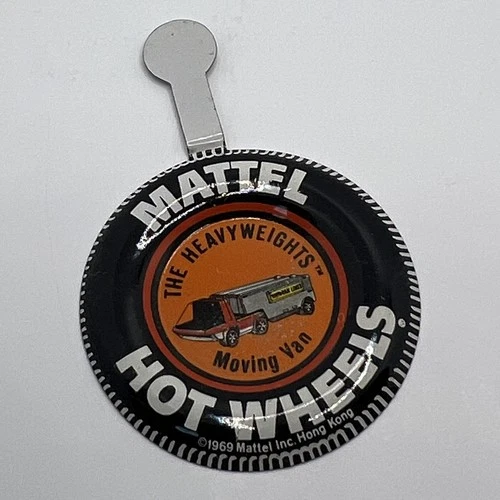 MATTEL
THE HEAVYWEIGHTS™
Moving Van
HOT WHEELS®
©1969 Mattel Inc. Hong Kong